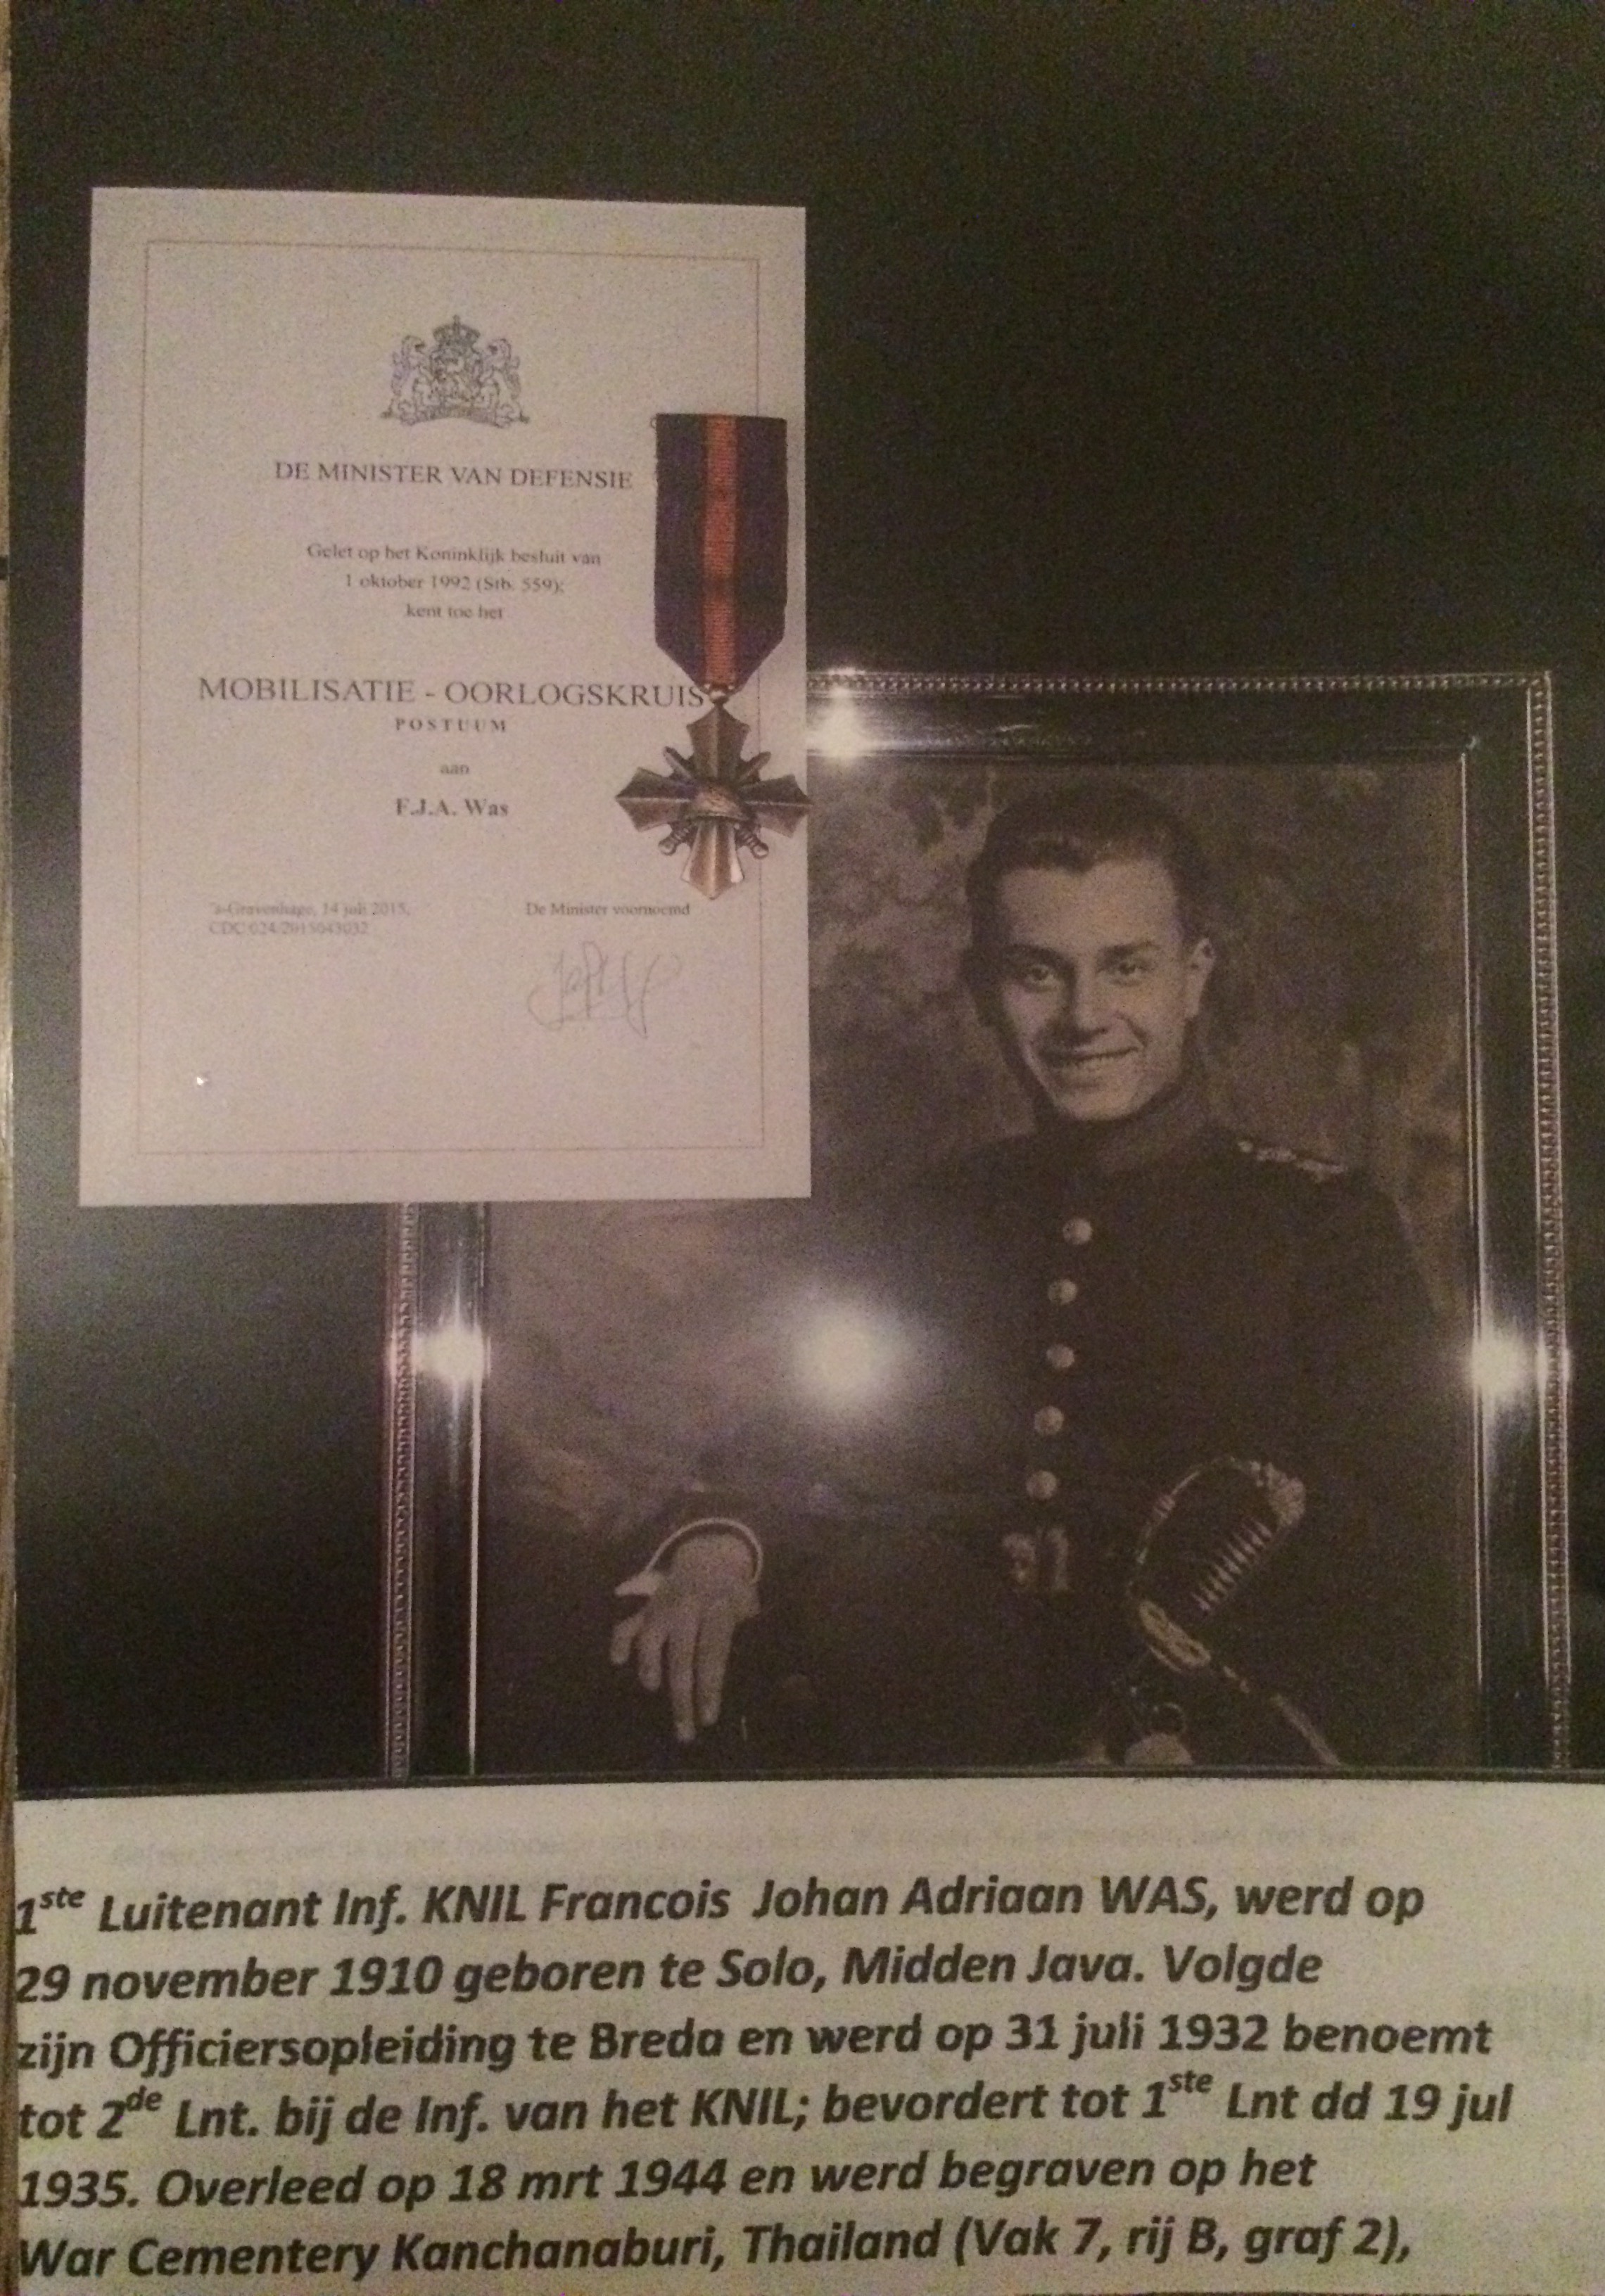 DE MINISTER VAN DEFENSIE
Gelet op het Koninklijk besluit van
1 oktober 1992 (Stb. 559);
kent toe het
MOBILISATIE - OORLOGSKRUIS
POSTUUM
aan
F.J.A. Was
's-Gravenhage, 14 juli 2015,
De Minister voornoemd
1ste Luitenant Inf. KNIL Francois Johan Adriaan WAS, werd op
29 november 1910 geboren te Solo, Midden Java. Volgde
zijn Officiersopleiding te Breda en werd op 31 juli 1932 benoemt
tot 2de Lnt. bij de Inf. van het KNIL; bevordert tot 1ste Lnt dd 19 jul
1935. Overleed op 18 mrt 1944 en werd begraven op het
War Cementery Kanchanaburi, Thailand (Vak 7, rij B, graf 2),